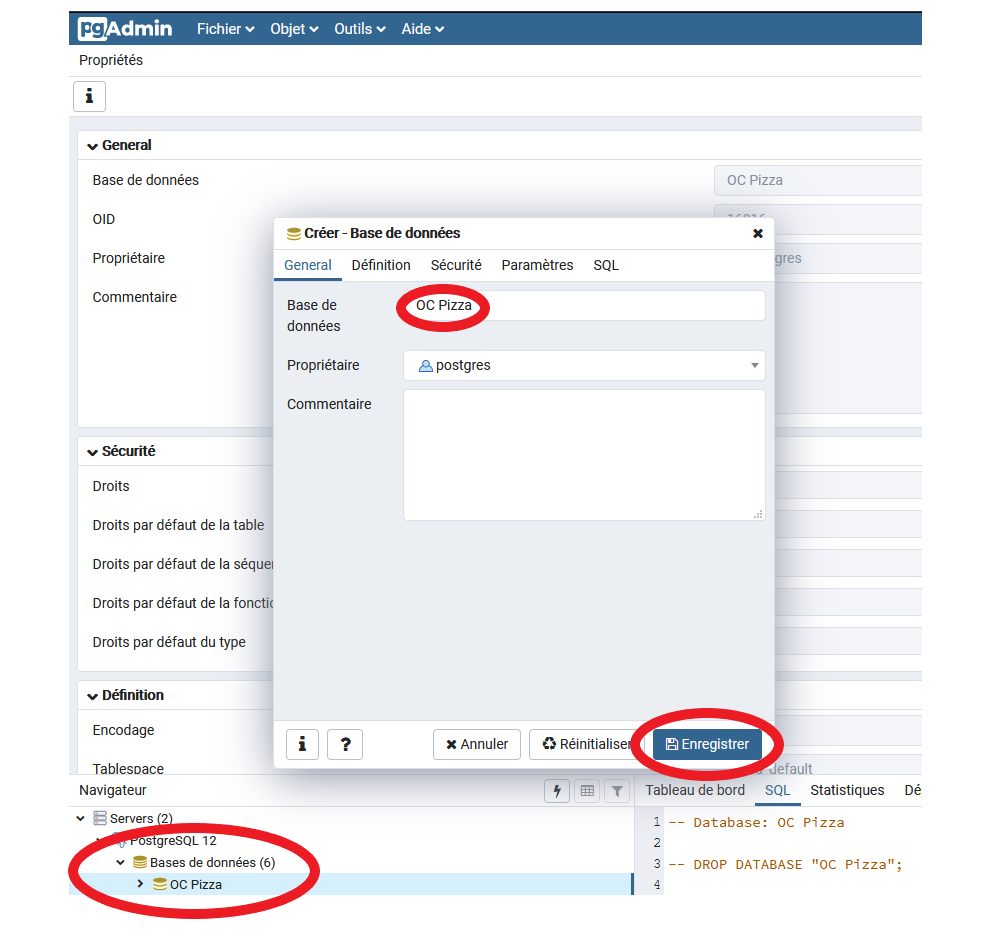 pgAdmin Fichier Objet Outils Aide
Propriétés
General
Base de données OC Pizza
OID
Propriétaire
Commentaire
Créer - Base de données
General Définition Sécurité Paramètres SQL
Base de
données
OC Pizza
Propriétaire postgres
Commentaire
Sécurité
Droits
Droits par défaut de la table
Droits par défaut de la séque
Droits par défaut de la fonctio
Droits par défaut du type
Définition
Encodage
Tablespace
? Annuler Réinitialiser Enregistrer
Navigateur
Servers (2)
PostgreSQL 12
Bases de données (6)
OC Pizza
Tableau de bord SQL Statistiques Dé
1 -- Database: OC Pizza
2
3 -- DROP DATABASE "OC Pizza";
4